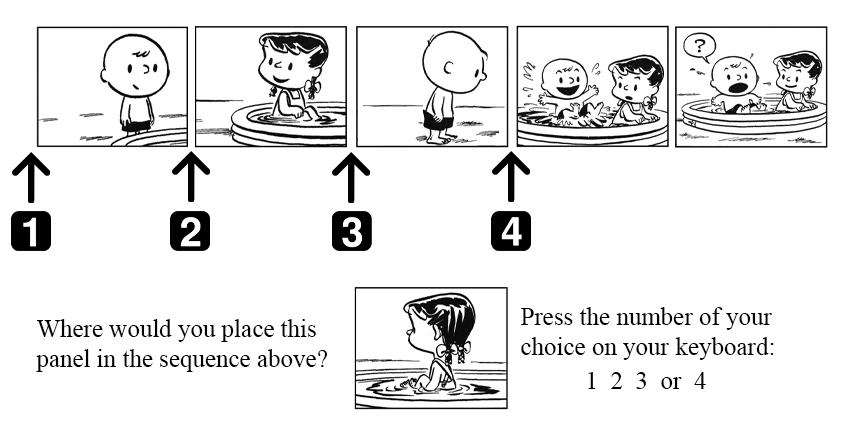 ?
1
2
3
4
Where would you place this
panel in the sequence above?
Press the number of your
choice on your keyboard:
1 2 3 or 4